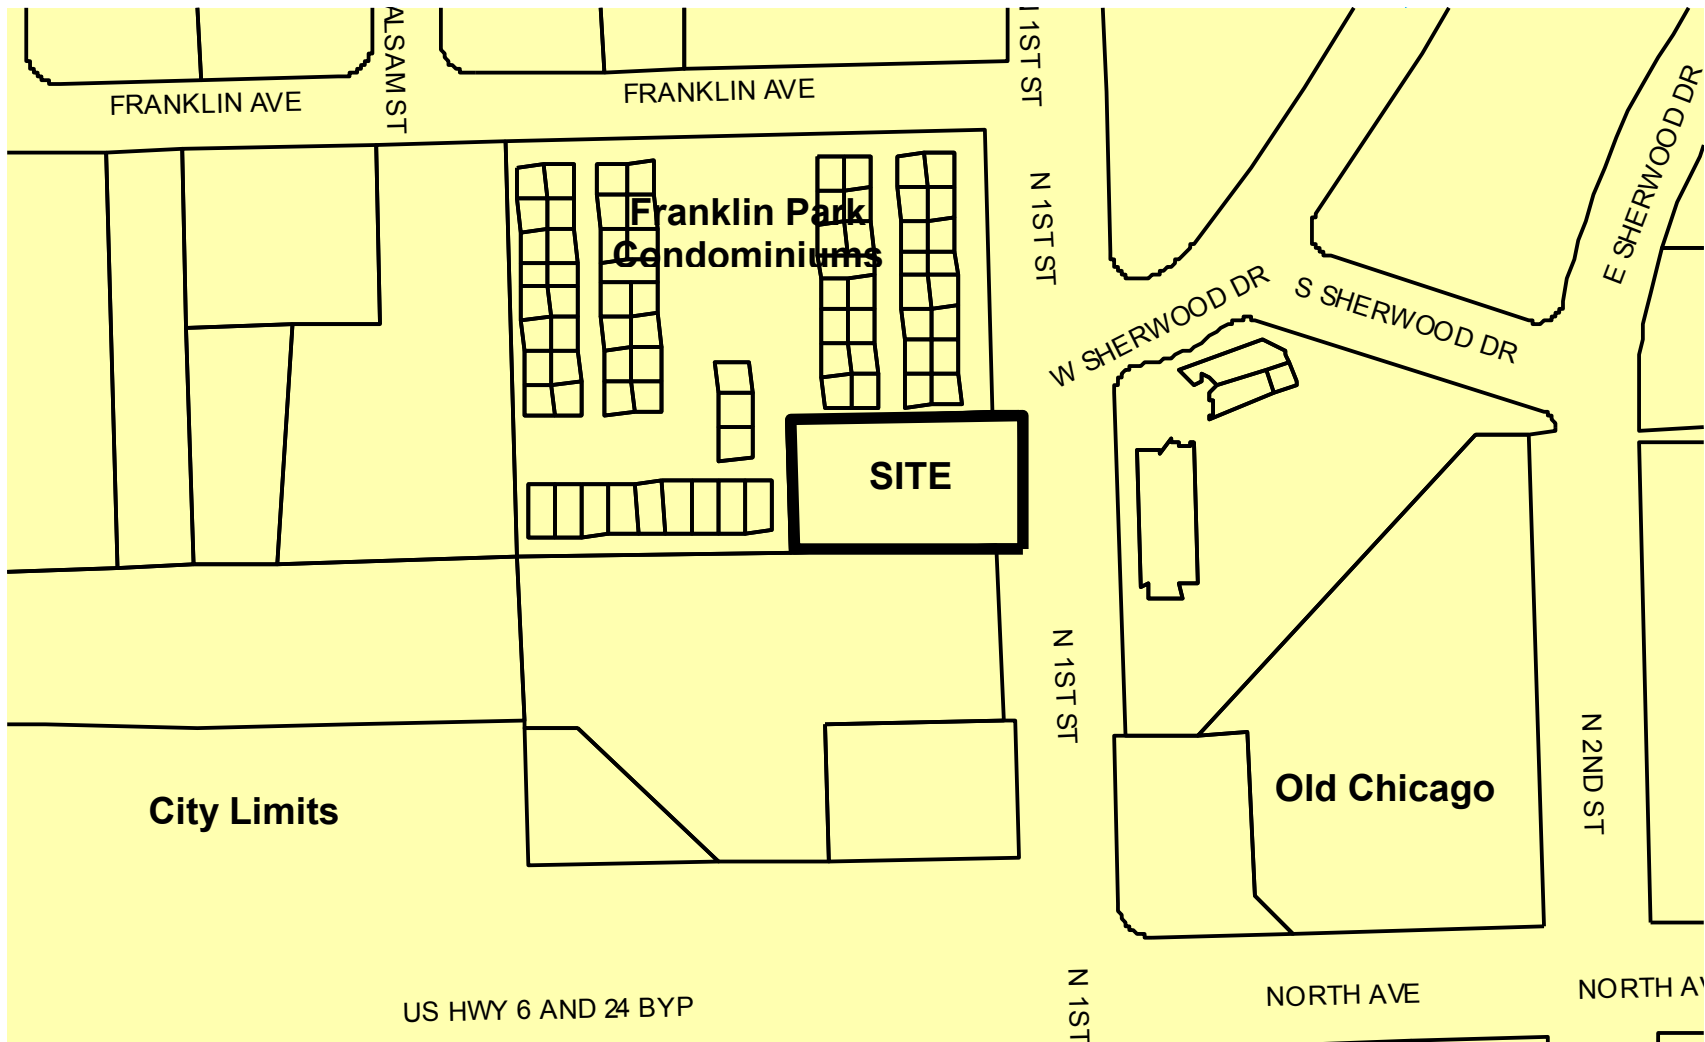 ALSAM ST
N 1ST ST
FRANKLIN AVE
FRANKLIN AVE
E SHERWOOD DR
N 1ST ST
Franklin Park
Condominiums
W SHERWOOD DR
S SHERWOOD DR
SITE
N 1ST ST
N 2ND ST
Old Chicago
City Limits
N 1ST
US HWY 6 AND 24 BYP
NORTH AVE
NORTH AV